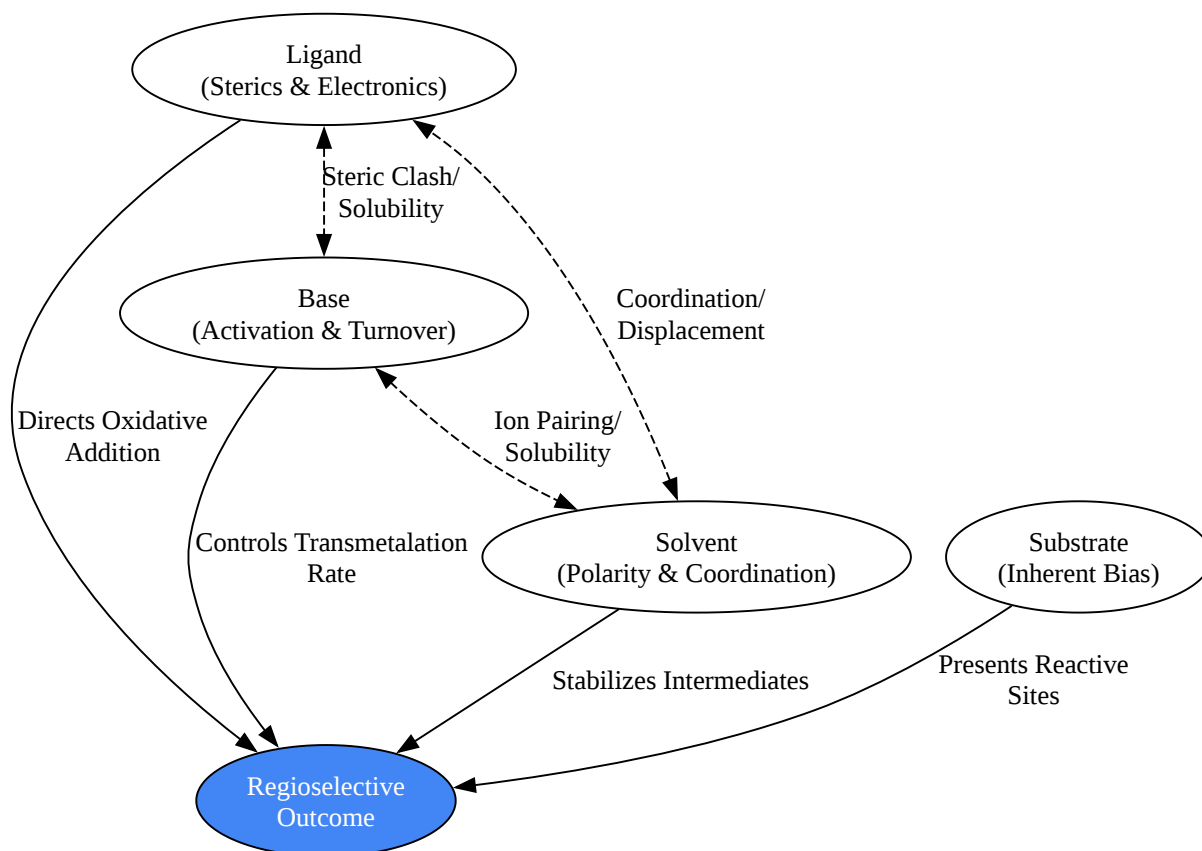 Ligand
(Sterics & Electronics)
Steric Clash/
Solubility
Base
(Activation & Turnover)
Coordination/
Displacement
Directs Oxidative
Addition
Ion Pairing/
Solubility
Controls Transmetalation
Rate
Solvent
(Polarity & Coordination)
Substrate
(Inherent Bias)
Stabilizes Intermediates
Presents Reactive
Sites
Regioselective
Outcome